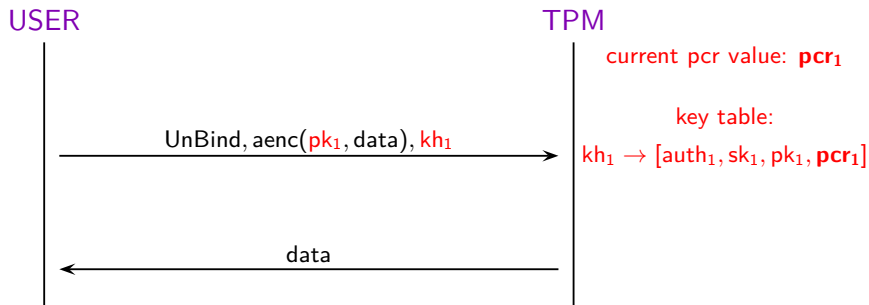 USER
TPM
current pcr value: pcr₁
key table:
UnBind, aenc(pk₁, data), kh₁
kh₁ → [auth₁, sk₁, pk₁, pcr₁]
data